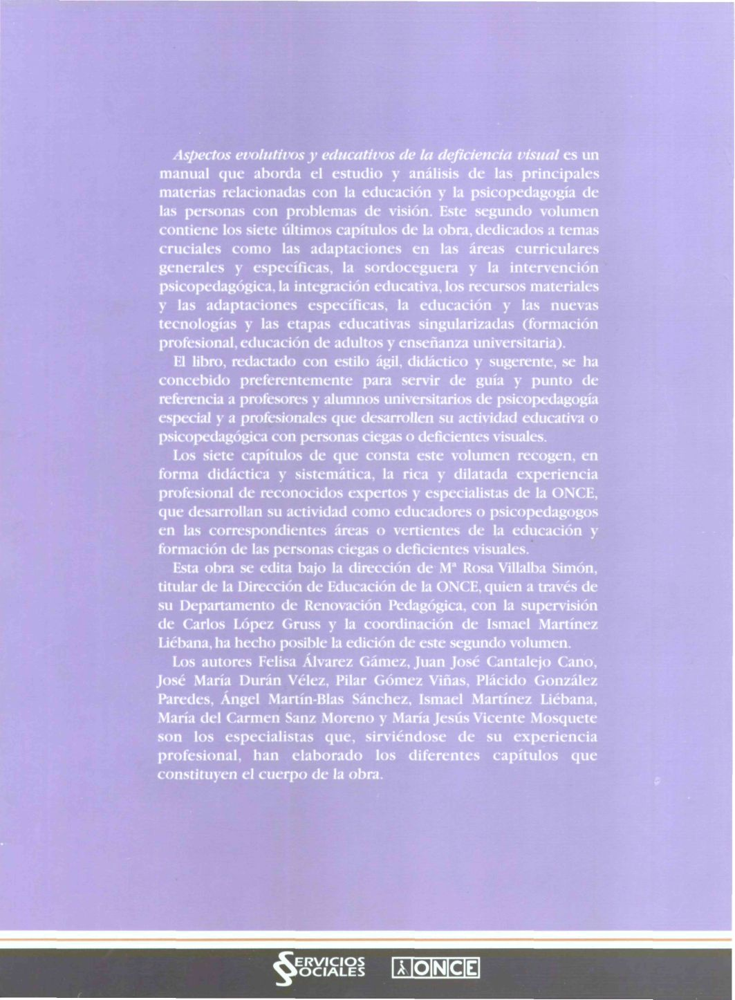 Aspectos evolutivos y educativos de la deficiencia visual es un
manual que aborda el estudio y análisis de las principales
materias relacionadas con la educación y la psicopedagogía de
las personas con problemas de visión. Este segundo volumen
contiene los siete últimos capítulos de la obra, dedicados a temas
cruciales como las adaptaciones en las áreas curriculares
generales y específicas, la sordoceguera y la intervención
psicopedagógica, la integración educativa, los recursos materiales
y las adaptaciones específicas, la educación y las nuevas
tecnologías y las etapas educativas singularizadas (formación
profesional, educación de adultos y enseñanza universitaria).
El libro, redactado con estilo ágil, didáctico y sugerente, se ha
concebido preferentemente para servir de guía y punto de
referencia a profesores y alumnos universitarios de psicopedagogía
especial y a profesionales que desarrollen su actividad educativa o
psicopedagógica con personas ciegas o deficientes visuales.
Los siete capítulos de que consta este volumen recogen, en
forma didáctica y sistemática, la rica y dilatada experiencia
profesional de reconocidos expertos y especialistas de la ONCE,
que desarrollan su actividad como educadores o psicopedagogos
en las correspondientes áreas o vertientes de la educación y
formación de las personas ciegas o deficientes visuales.
Esta obra se edita bajo la dirección de Mª Rosa Villalba Simón,
titular de la Dirección de Educación de la ONCE, quien a través de
su Departamento de Renovación Pedagógica, con la supervisión
de Carlos López Gruss y la coordinación de Ismael Martínez
Liébana, ha hecho posible la edición de este segundo volumen.
Los autores Felisa Álvarez Gámez, Juan José Cantalejo Cano,
José María Durán Vélez, Pilar Gómez Viñas, Plácido González
Paredes, Ángel Martín-Blas Sánchez, Ismael Martínez Liébana,
María del Carmen Sanz Moreno y María Jesús Vicente Mosquete
son los especialistas que, sirviéndose de su experiencia
profesional, han elaborado los diferentes capítulos que
constituyen el cuerpo de la obra.
SERVICIOS
SOCIALES
ONCE